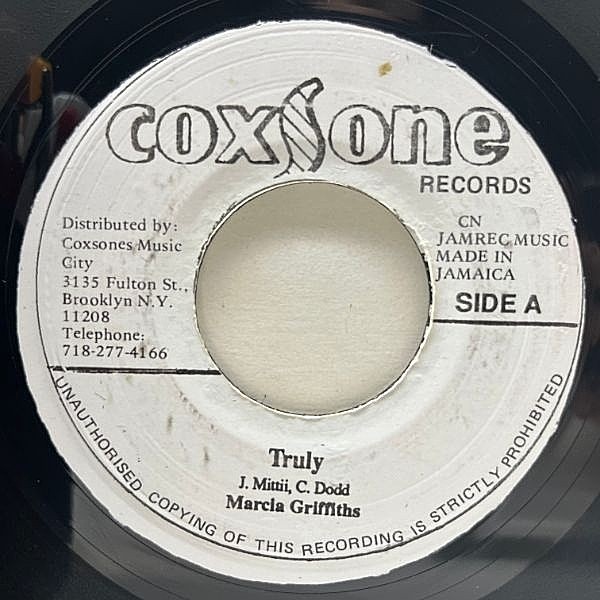 coxsone
RECORDS
Distributed by:
Coxsones Music
City
3135 Fulton St.,
Brooklyn N.Y.
11208
Telephone:
718-277-4166
CN
JAMREC MUSIC
MADE IN
JAMAICA
SIDE A
Truly
J. Mittii, C. Dodd
Marcia Griffiths
UNAUTHORISED COPYING OF THIS RECORDING IS STRICTLY PROHIBITED